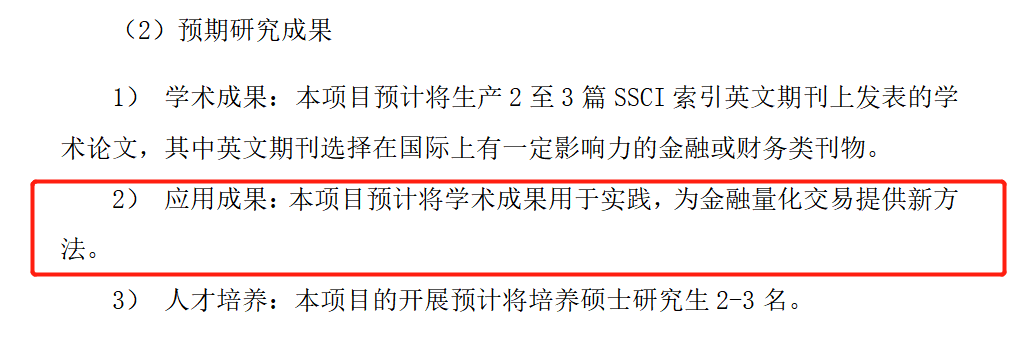 （2）预期研究成果
1） 学术成果：本项目预计将生产 2 至 3 篇 SSCI 索引英文期刊上发表的学
术论文，其中英文期刊选择在国际上有一定影响力的金融或财务类刊物。
2） 应用成果：本项目预计将学术成果用于实践，为金融量化交易提供新方
法。
3） 人才培养：本项目的开展预计将培养硕士研究生 2-3 名。